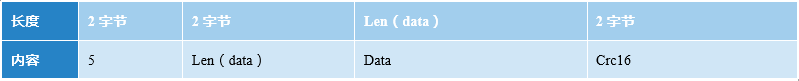 长度 2 字节 2 字节 Len（data） 2 字节
内容 5 Len(data) Data Crc16